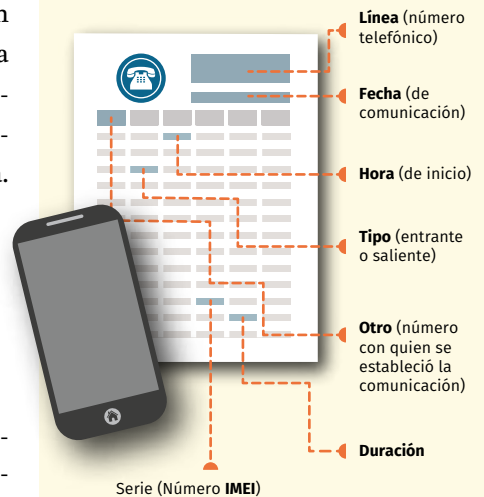 Línea (número
telefónico)
Fecha (de
comunicación)
Hora (de inicio)
Tipo (entrante
o saliente)
Otro (número
con quien se
estableció la
comunicación)
Duración
Serie (Número IMEI)